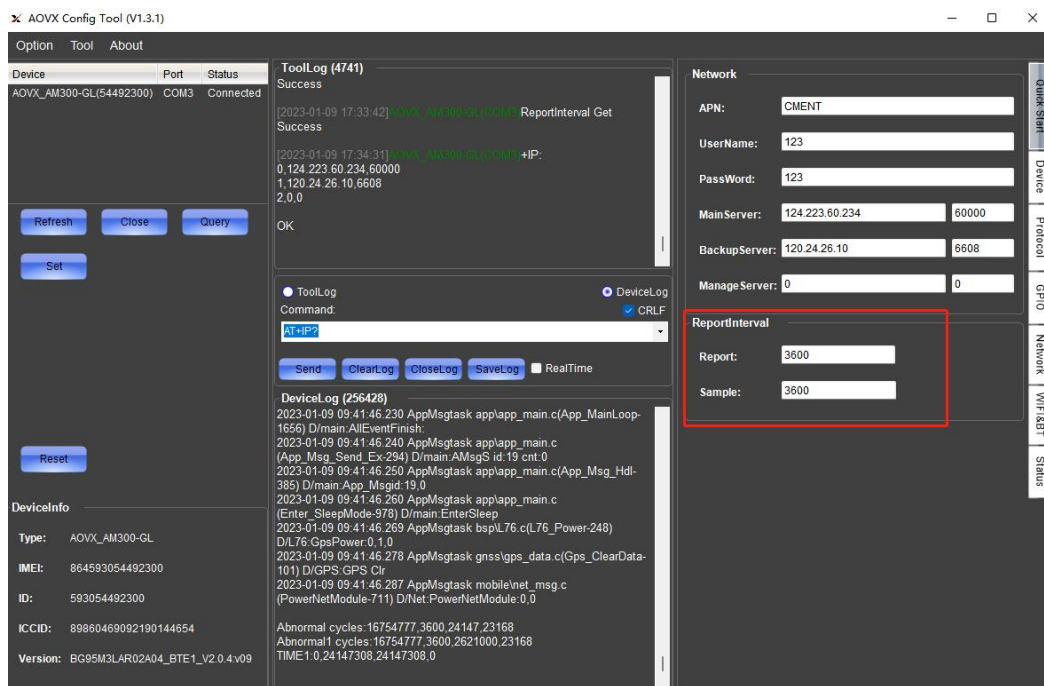 AOVX Config Tool (V1.3.1)
Option Tool About
Device Port Status
AOVX_AM300-GL(54492300) COM3 Connected
Refresh Close Query
Set
Reset
DeviceInfo
Type: AOVX_AM300-GL
IMEI: 864593054492300
ID: 593054492300
ICCID: 89860469092190144654
Version: BG95M3LAR02A04_BTE1_V2.0.4:v09
ToolLog (4741)
Success
[2023-01-09 17:33:42]AOVX_AM300-GL(COM3)ReportInterval Get
Success
[2023-01-09 17:34:31]AOVX_AM300-GL(COM3)+IP:
0,124.223.60.234,60000
1,120.24.26.10,6608
2,0,0
OK
ToolLog DeviceLog
Command: CRLF
AT+IP?
Send ClearLog CloseLog SaveLog RealTime
DeviceLog (256428)
2023-01-09 09:41:46.230 AppMsgtask app\app_main.c(App_MainLoop-
1656) D/main:AllEventFinish:
2023-01-09 09:41:46.240 AppMsgtask app\app_main.c
(App_Msg_Send_Ex-294) D/main:AMsgS id:19 cnt:0
2023-01-09 09:41:46.250 AppMsgtask app\app_main.c(App_Msg_Hdl-
385) D/main:App_Msgid:19,0
2023-01-09 09:41:46.260 AppMsgtask app\app_main.c
(Enter_SleepMode-978) D/main:EnterSleep
2023-01-09 09:41:46.269 AppMsgtask bsp\L76.c(L76_Power-248)
D/L76:GpsPower:0,1,0
2023-01-09 09:41:46.278 AppMsgtask gnss\gps_data.c(Gps_ClearData-
101) D/GPS:GPS Clr
2023-01-09 09:41:46.287 AppMsgtask mobile\net_msg.c
(PowerNetModule-711) D/Net:PowerNetModule:0,0
Abnormal cycles:16754777,3600,24147,23168
Abnormal1 cycles:16754777,3600,2621000,23168
TIME1:0,24147308,24147308,0
Network
APN: CMENT
UserName: 123
PassWord: 123
MainServer: 124.223.60.234 60000
BackupServer: 120.24.26.10 6608
ManageServer: 0 0
ReportInterval
Report: 3600
Sample: 3600
Quick Start
Device
Protocol
GPIO
Network
WIFI&BT
Status